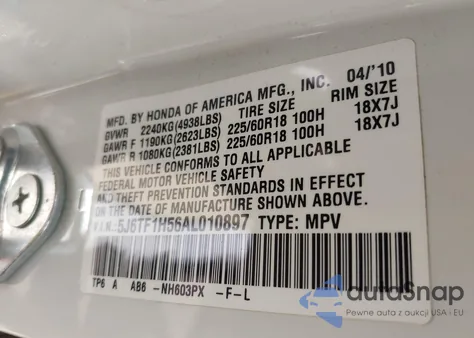 MFD. BY HONDA OF AMERICA MFG., INC. 04/'10
GVWR 2240KG(4938LBS) TIRE SIZE RIM SIZE
GAWR F 1190KG(2623LBS) 225/60R18 100H 18X7J
GAWR R 1080KG(2381LBS) 225/60R18 100H 18X7J
THIS VEHICLE CONFORMS TO ALL APPLICABLE
FEDERAL MOTOR VEHICLE SAFETY
AND THEFT PREVENTION STANDARDS IN EFFECT
ON THE DATE OF MANUFACTURE SHOWN ABOVE.
V.I.N. 5J6TF1H56AL010897 TYPE: MPV
TP6 A AB6 -NH603PX -F-L
autoSnap
Pewne auta z aukcji USA i EU